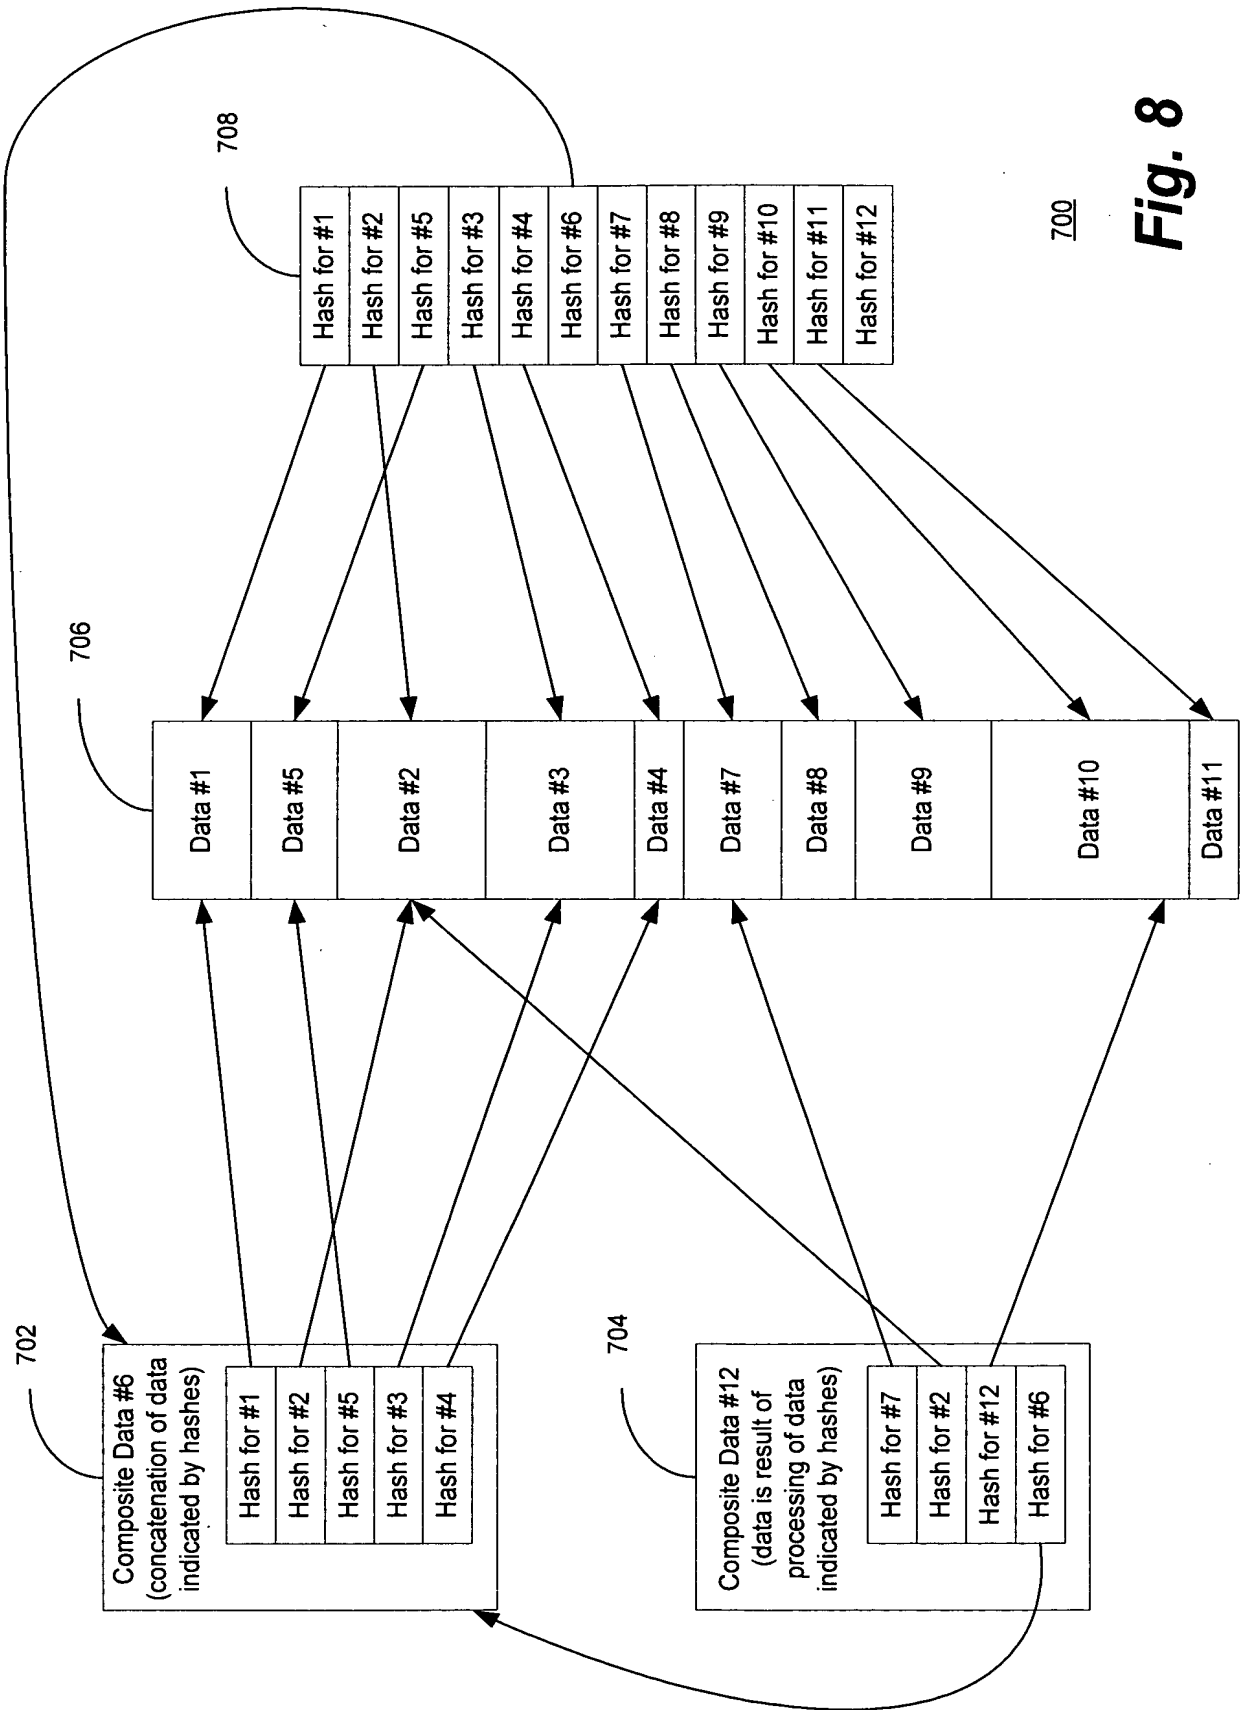 702
Composite Data #6
(concatenation of data
indicated by hashes)
Hash for #1
Hash for #2
Hash for #5
Hash for #3
Hash for #4
704
Composite Data #12
(data is result of
processing of data
indicated by hashes)
Hash for #7
Hash for #2
Hash for #12
Hash for #6
706
Data #1
Data #5
Data #2
Data #3
Data #4
Data #7
Data #8
Data #9
Data #10
Data #11
708
Hash for #1
Hash for #2
Hash for #5
Hash for #3
Hash for #4
Hash for #6
Hash for #7
Hash for #8
Hash for #9
Hash for #10
Hash for #11
Hash for #12
700
Fig. 8